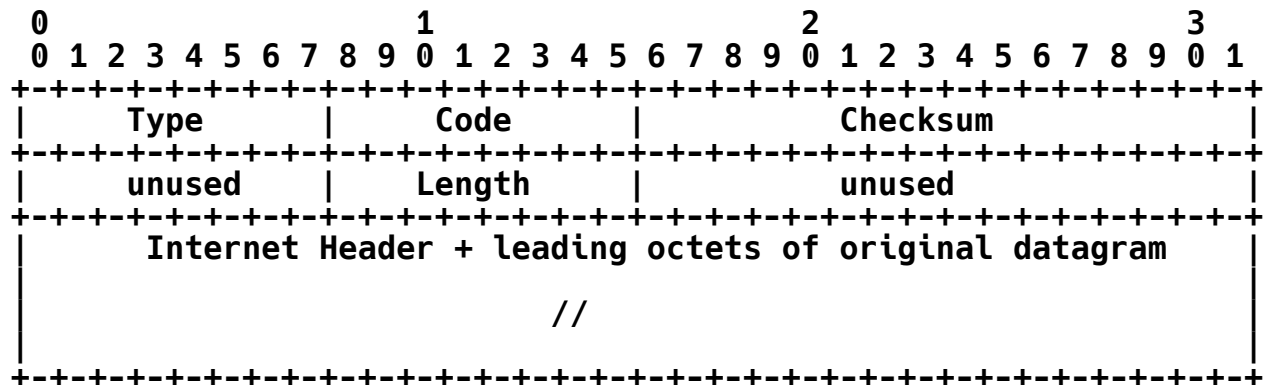 0                   1                   2                   3
 0 1 2 3 4 5 6 7 8 9 0 1 2 3 4 5 6 7 8 9 0 1 2 3 4 5 6 7 8 9 0 1
+-+-+-+-+-+-+-+-+-+-+-+-+-+-+-+-+-+-+-+-+-+-+-+-+-+-+-+-+-+-+-+-+
|     Type      |     Code      |          Checksum             |
+-+-+-+-+-+-+-+-+-+-+-+-+-+-+-+-+-+-+-+-+-+-+-+-+-+-+-+-+-+-+-+-+
|     unused    |    Length     |          unused               |
+-+-+-+-+-+-+-+-+-+-+-+-+-+-+-+-+-+-+-+-+-+-+-+-+-+-+-+-+-+-+-+-+
|      Internet Header + leading octets of original datagram    |
|                                                               |
|                           //                                  |
|                                                               |
+-+-+-+-+-+-+-+-+-+-+-+-+-+-+-+-+-+-+-+-+-+-+-+-+-+-+-+-+-+-+-+-+